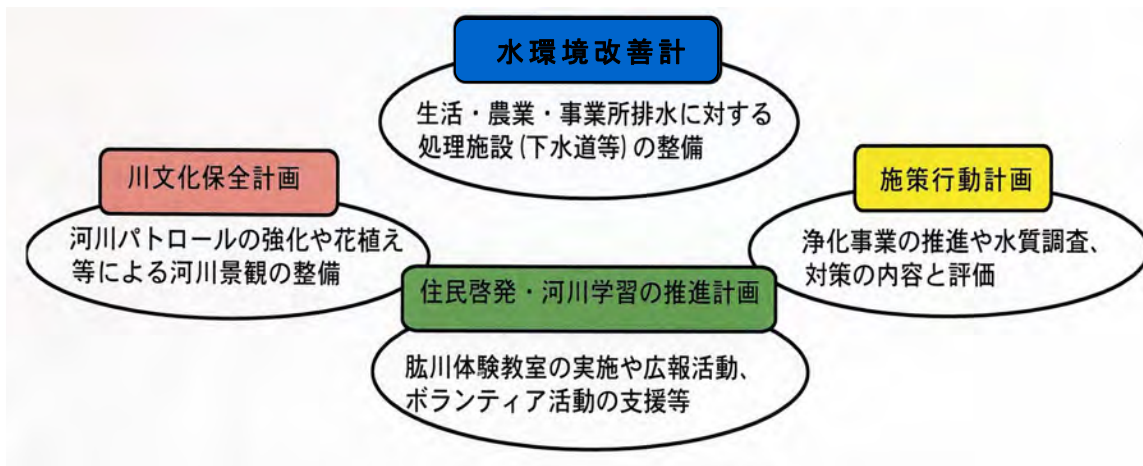 水環境改善計
生活・農業・事業所排水に対する
処理施設(下水道等)の整備
川文化保全計画
河川パトロールの強化や花植え
等による河川景観の整備
施策行動計画
浄化事業の推進や水質調査、
対策の内容と評価
住民啓発・河川学習の推進計画
肱川体験教室の実施や広報活動、
ボランティア活動の支援等